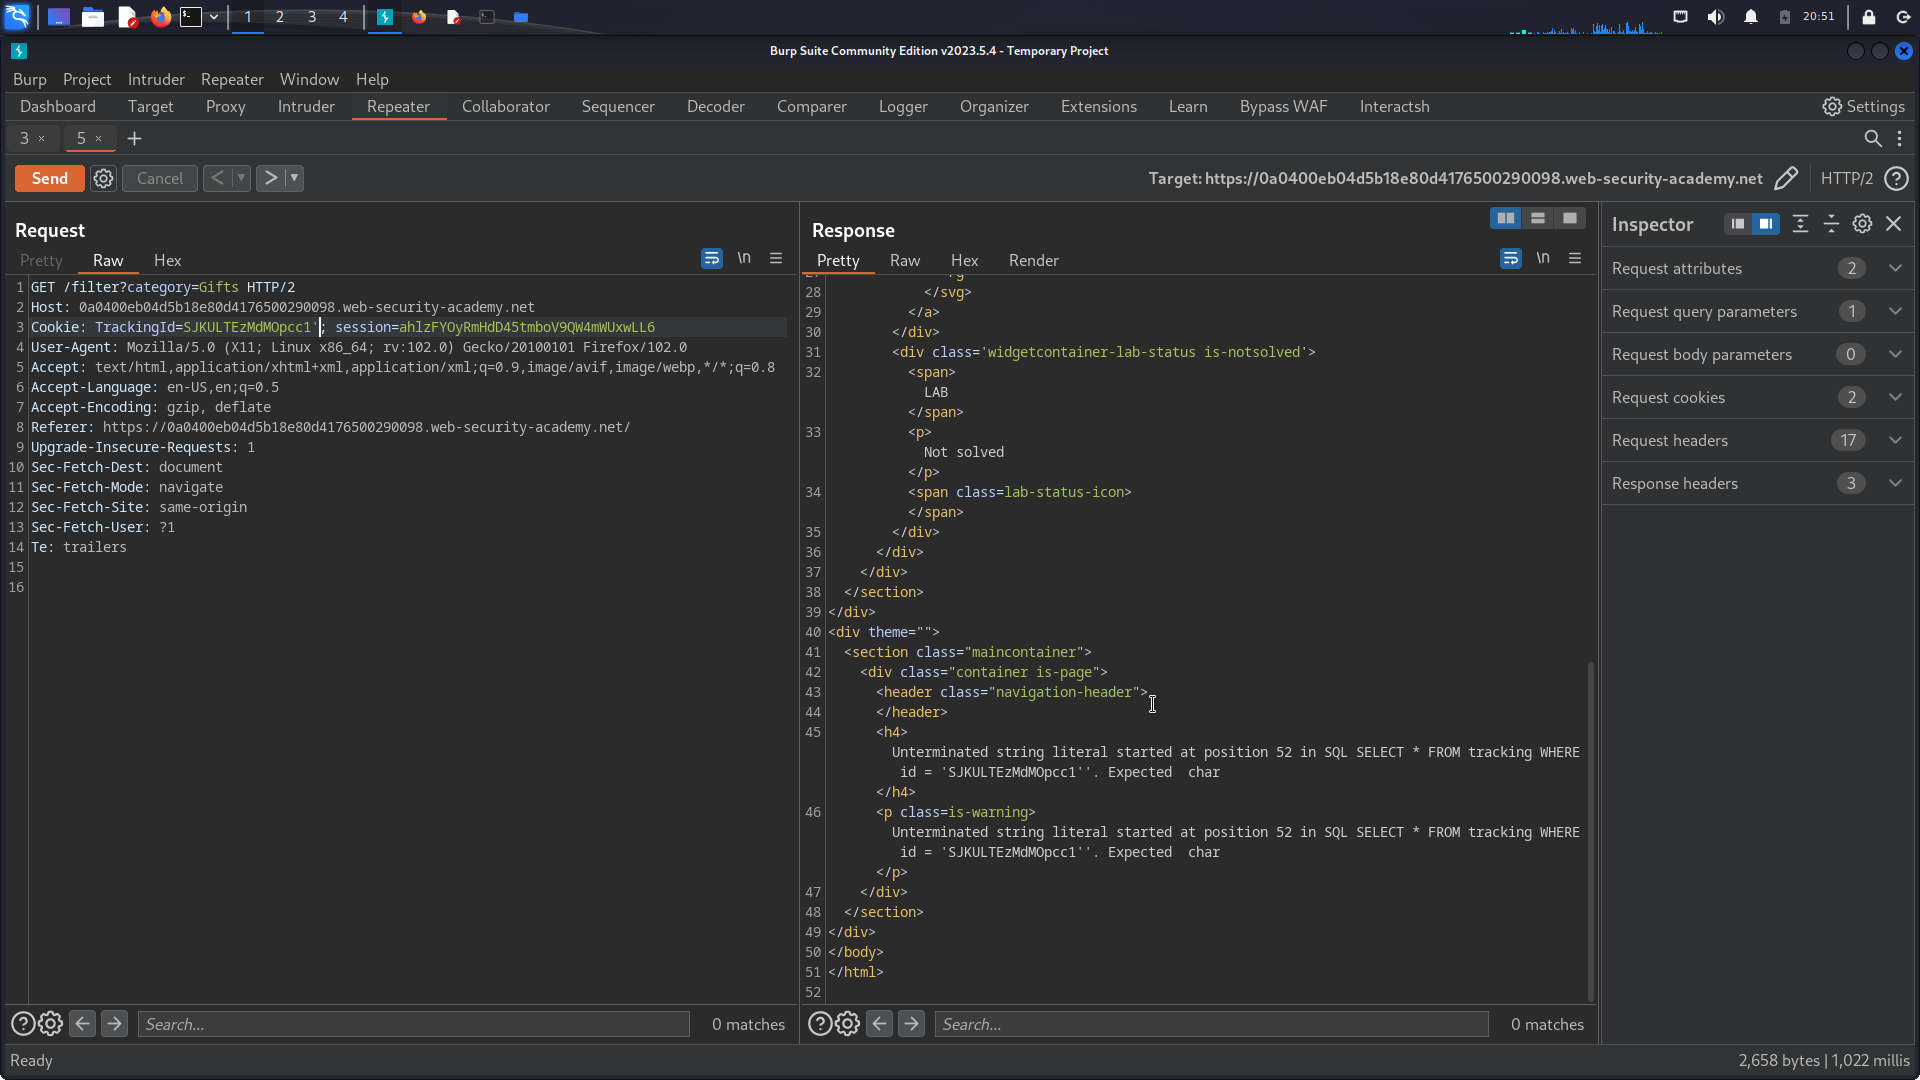 1 2 3 4 20:51
Burp Suite Community Edition v2023.5.4 - Temporary Project
Burp Project Intruder Repeater Window Help
Dashboard Target Proxy Intruder Repeater Collaborator Sequencer Decoder Comparer Logger Organizer Extensions Learn Bypass WAF Interactsh Settings
3 × 5 × +
Send Cancel < > Target: https://0a0400eb04d5b18e80d4176500290098.web-security-academy.net HTTP/2
Request
Pretty Raw Hex \n
1 GET /filter?category=Gifts HTTP/2
2 Host: 0a0400eb04d5b18e80d4176500290098.web-security-academy.net
3 Cookie: TrackingId=SJKULTEzMdMOpcc1'; session=ahlzFYOyRmHdD45tmboV9QW4mWUxwLL6
4 User-Agent: Mozilla/5.0 (X11; Linux x86_64; rv:102.0) Gecko/20100101 Firefox/102.0
5 Accept: text/html,application/xhtml+xml,application/xml;q=0.9,image/avif,image/webp,*/*;q=0.8
6 Accept-Language: en-US,en;q=0.5
7 Accept-Encoding: gzip, deflate
8 Referer: https://0a0400eb04d5b18e80d4176500290098.web-security-academy.net/
9 Upgrade-Insecure-Requests: 1
10 Sec-Fetch-Dest: document
11 Sec-Fetch-Mode: navigate
12 Sec-Fetch-Site: same-origin
13 Sec-Fetch-User: ?1
14 Te: trailers
15
16
Search... 0 matches
Response
Pretty Raw Hex Render \n
28 </svg>
29 </a>
30 </div>
31 <div class='widgetcontainer-lab-status is-notsolved'>
32 <span>
LAB
</span>
33 <p>
Not solved
</p>
34 <span class=lab-status-icon>
</span>
35 </div>
36 </div>
37 </div>
38 </section>
39 </div>
40 <div theme="">
41 <section class="maincontainer">
42 <div class="container is-page">
43 <header class="navigation-header">
44 </header>
45 <h4>
Unterminated string literal started at position 52 in SQL SELECT * FROM tracking WHERE
id = 'SJKULTEzMdMOpcc1''. Expected  char
</h4>
46 <p class=is-warning>
Unterminated string literal started at position 52 in SQL SELECT * FROM tracking WHERE
id = 'SJKULTEzMdMOpcc1''. Expected  char
</p>
47 </div>
48 </section>
49 </div>
50 </body>
51 </html>
52
Search... 0 matches
Inspector
Request attributes 2
Request query parameters 1
Request body parameters 0
Request cookies 2
Request headers 17
Response headers 3
Ready 2,658 bytes | 1,022 millis